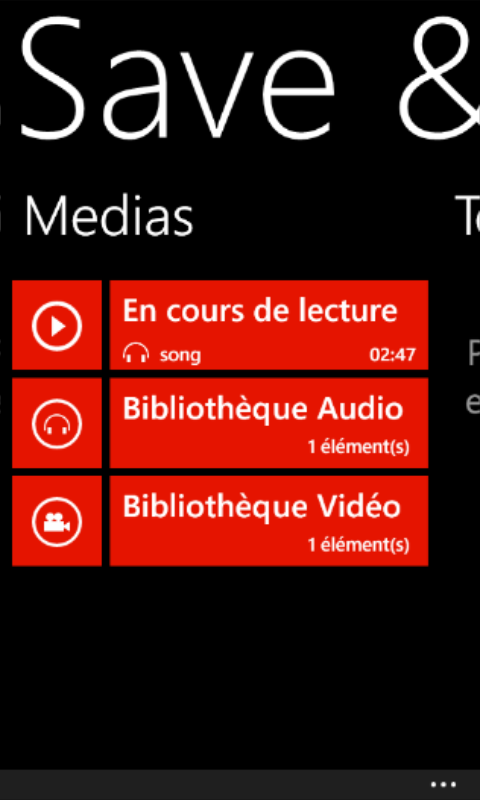 Save &
Medias
En cours de lecture
song 02:47
Bibliothèque Audio
1 élément(s)
Bibliothèque Vidéo
1 élément(s)